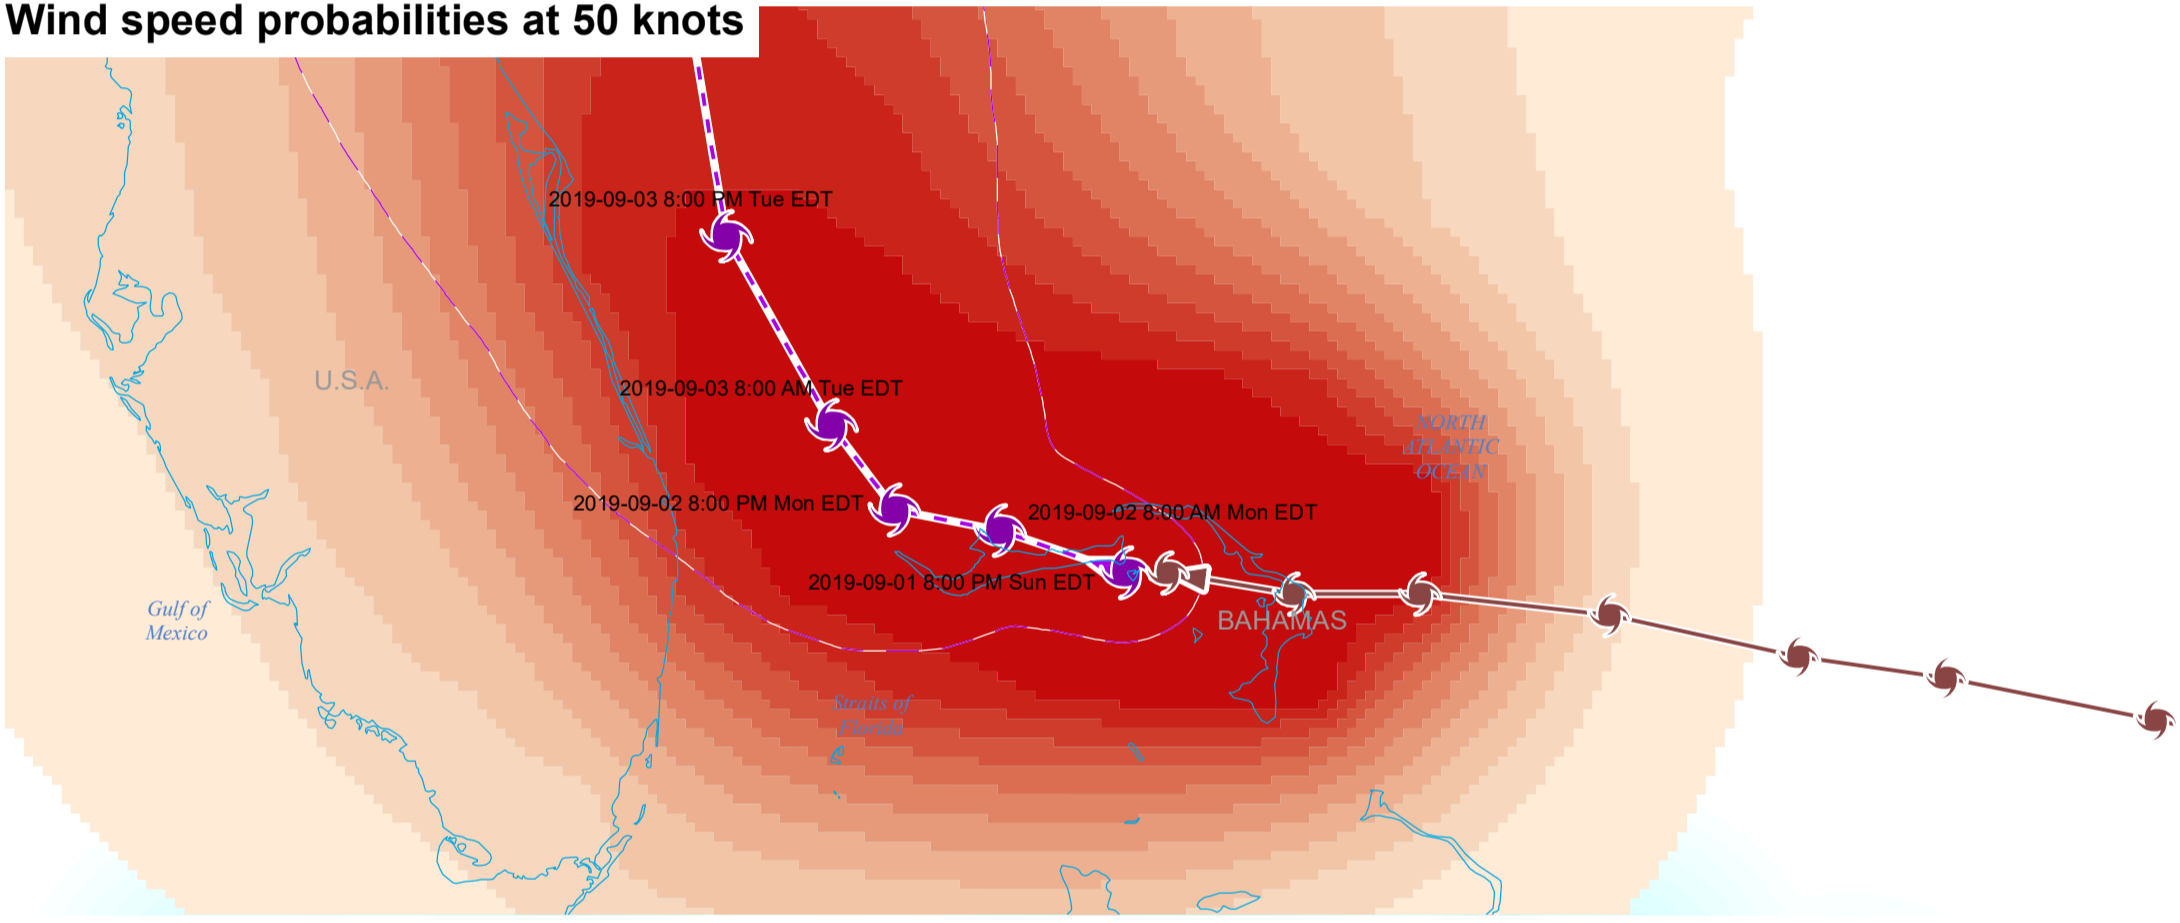 Wind speed probabilities at 50 knots
2019-09-03 8:00 PM Tue EDT
U.S.A.
2019-09-03 8:00 AM Tue EDT
NORTH
ATLANTIC
OCEAN
2019-09-02 8:00 PM Mon EDT
2019-09-02 8:00 AM Mon EDT
2019-09-01 8:00 PM Sun EDT
BAHAMAS
Gulf of
Mexico
Straits of
Florida